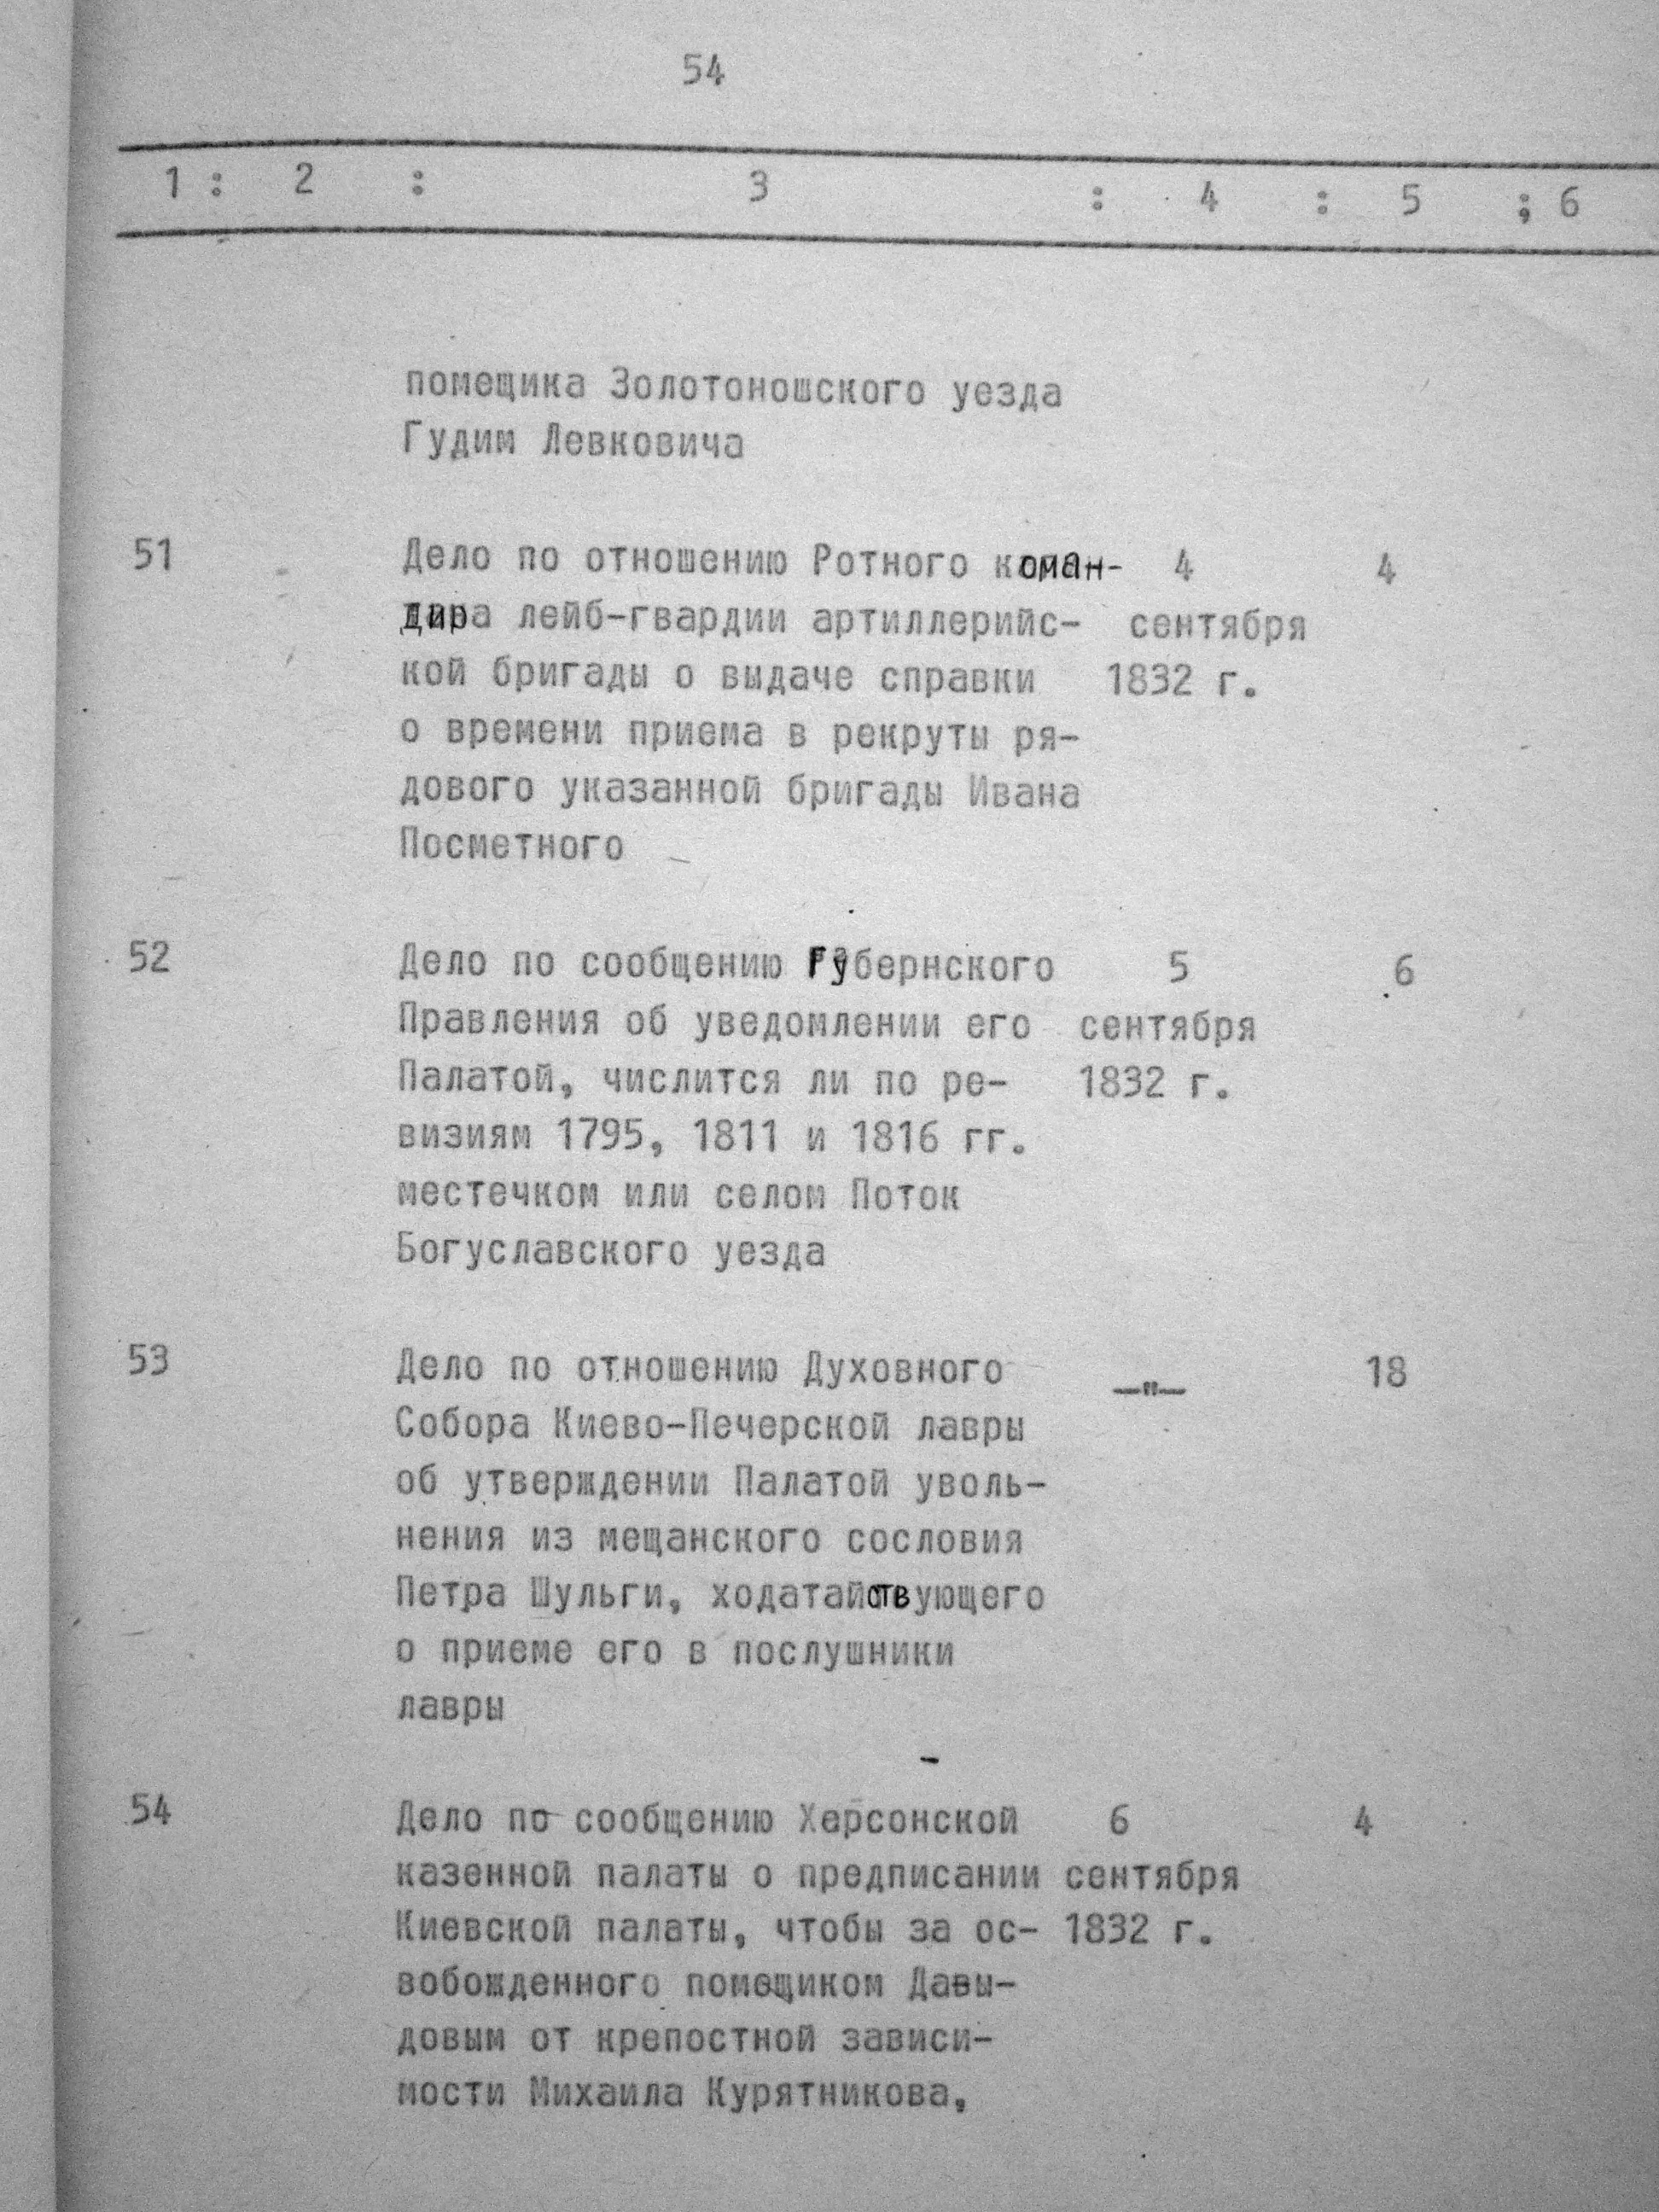 54
1 : 2 : 3 : 4 : 5 ; 6
помещика Золотоношского уезда
Гудим Левковича
51 Дело по отношению Ротного коман- 4 4
дира лейб-гвардии артиллерийс- сентября
кой бригады о выдаче справки 1832 г.
о времени приема в рекруты ря-
дового указанной бригады Ивана
Посметного
52 Дело по сообщению Губернского 5 6
Правления об уведомлении его сентября
Палатой, числится ли по ре- 1832 г.
визиям 1795, 1811 и 1816 гг.
местечком или селом Поток
Богуславского уезда
53 Дело по отношению Духовного —"— 18
Собора Киево-Печерской лавры
об утверждении Палатой уволь-
нения из мещанского сословия
Петра Шульги, ходатайствующего
о приеме его в послушники
лавры
54 Дело по сообщению Херсонской 6 4
казенной палаты о предписании сентября
Киевской палаты, чтобы за ос- 1832 г.
вобожденного помещиком Давы-
довым от крепостной зависи-
мости Михаила Курятникова,